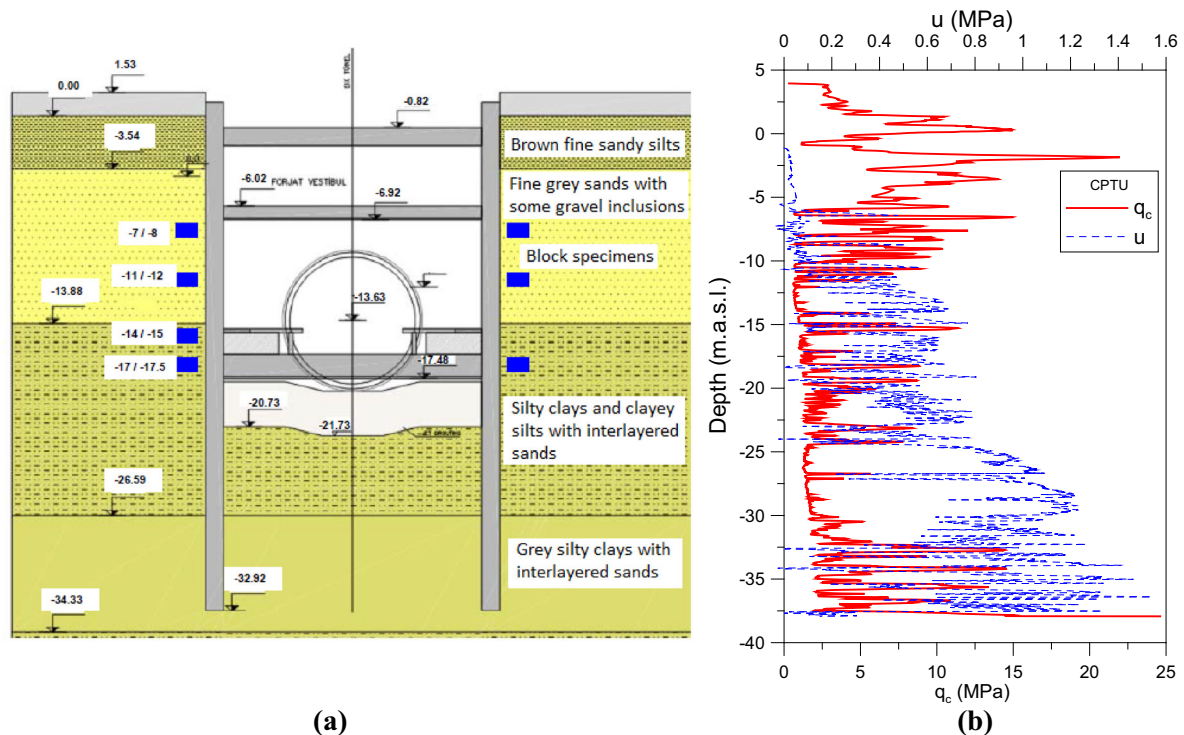 1.53
0.00
EIX TÚNEL
-0.82
-3.54
Brown fine sandy silts
-6.02
FORJAT VESTIBUL
-6.92
Fine grey sands with
some gravel inclusions
-7 / -8
Block specimens
-11 / -12
-13.88
-13.63
-14 / -15
-17 / -17.5
-17.48
-20.73
-21.73
Silty clays and clayey
silts with interlayered
sands
-26.59
Grey silty clays with
interlayered sands
-32.92
-34.33
(a)
u (MPa)
0 0.2 0.4 0.6 0.8 1 1.2 1.4 1.6
5
0
-5
-10
-15
-20
-25
-30
-35
-40
Depth (m.a.s.l.)
CPTU
qc
u
0 5 10 15 20 25
qc (MPa)
(b)